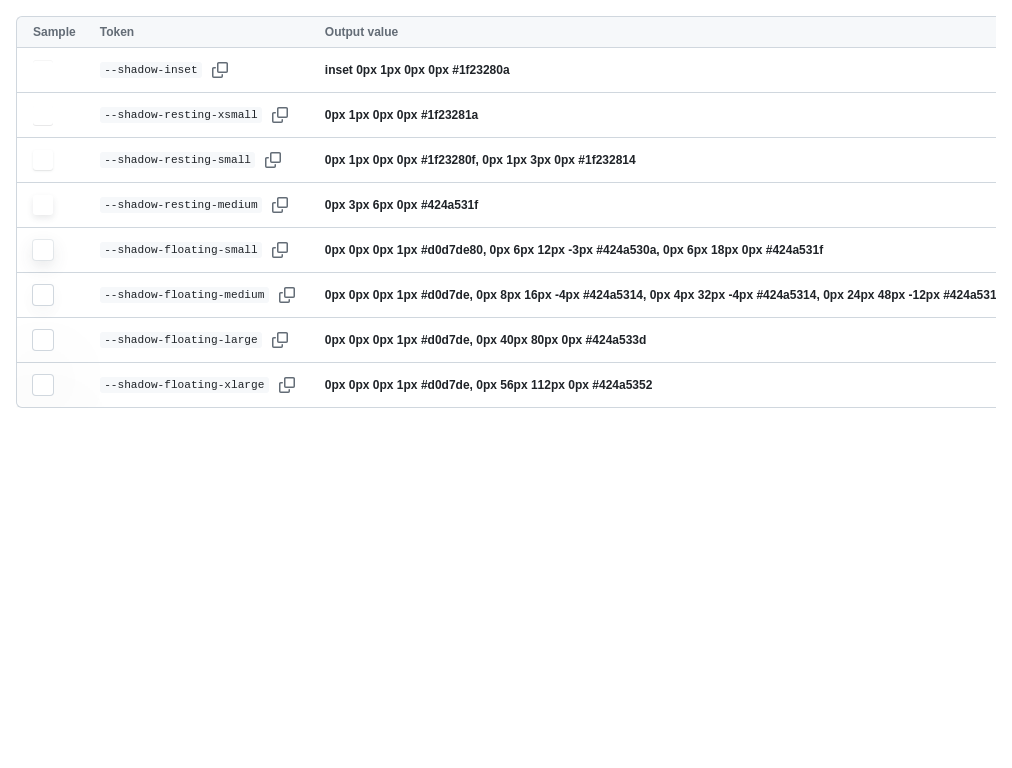 Sample Token Output value
--shadow-inset inset 0px 1px 0px 0px #1f23280a
--shadow-resting-xsmall 0px 1px 0px 0px #1f23281a
--shadow-resting-small 0px 1px 0px 0px #1f23280f, 0px 1px 3px 0px #1f232814
--shadow-resting-medium 0px 3px 6px 0px #424a531f
--shadow-floating-small 0px 0px 0px 1px #d0d7de80, 0px 6px 12px -3px #424a530a, 0px 6px 18px 0px #424a531f
--shadow-floating-medium 0px 0px 0px 1px #d0d7de, 0px 8px 16px -4px #424a5314, 0px 4px 32px -4px #424a5314, 0px 24px 48px -12px #424a531
--shadow-floating-large 0px 0px 0px 1px #d0d7de, 0px 40px 80px 0px #424a533d
--shadow-floating-xlarge 0px 0px 0px 1px #d0d7de, 0px 56px 112px 0px #424a5352